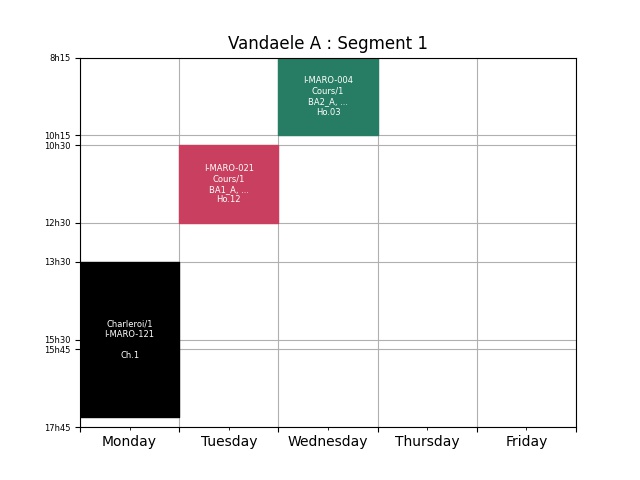 Vandaele A : Segment 1
8h15
10h15
10h30
12h30
13h30
15h30
15h45
17h45
I-MARO-004
Cours/1
BA2_A, ...
Ho.03
I-MARO-021
Cours/1
BA1_A, ...
Ho.12
Charleroi/1
I-MARO-121
Ch.1
Monday
Tuesday
Wednesday
Thursday
Friday